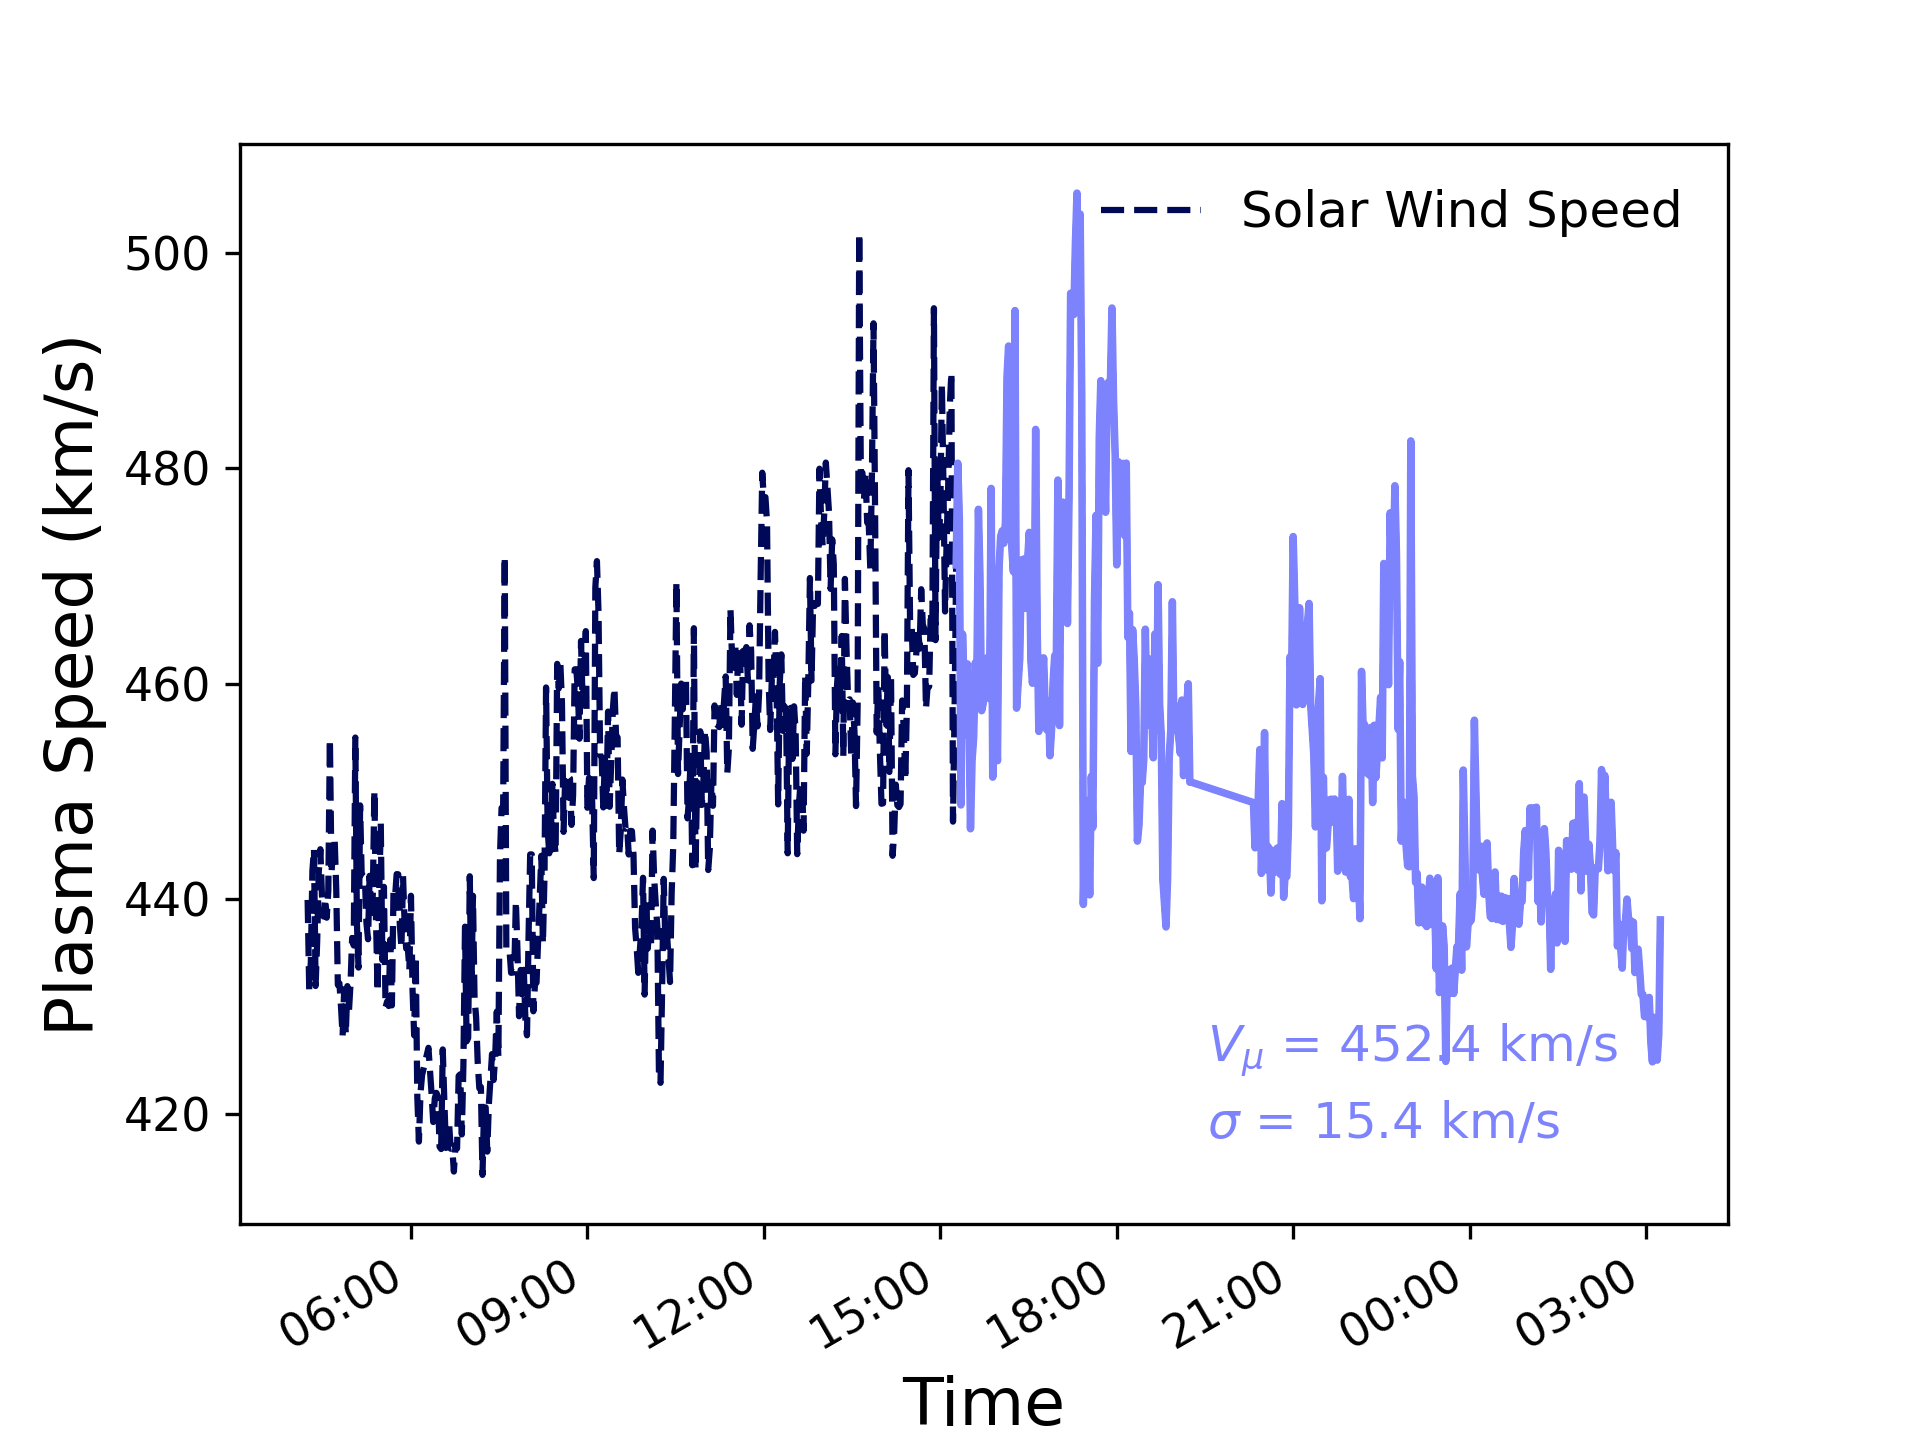 Solar Wind Speed
Plasma Speed (km/s)
500
480
460
440
420
V_μ = 452.4 km/s
σ = 15.4 km/s
06:00 09:00 12:00 15:00 18:00 21:00 00:00 03:00
Time